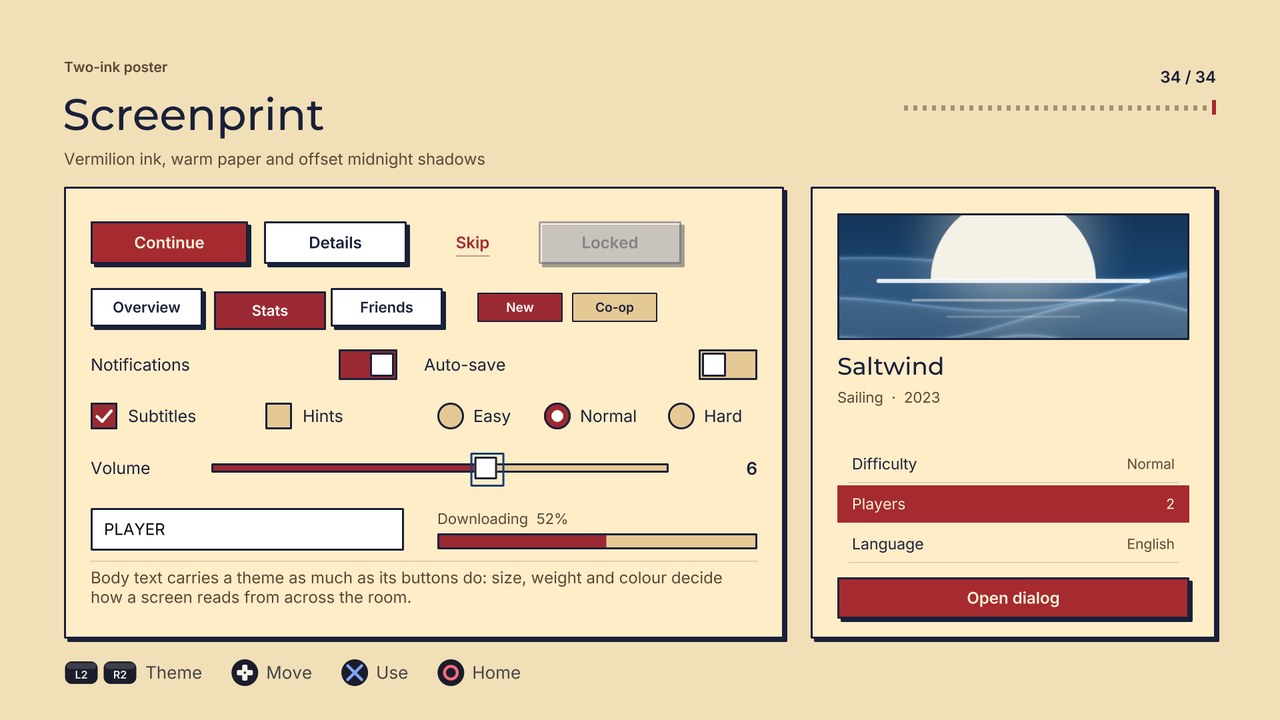 Two-ink poster
34 / 34
Screenprint
Vermilion ink, warm paper and offset midnight shadows
Continue
Details
Skip
Locked
Overview
Stats
Friends
New
Co-op
Notifications
Auto-save
Subtitles
Hints
Easy
Normal
Hard
Volume
6
PLAYER
Downloading 52%
Body text carries a theme as much as its buttons do: size, weight and colour decide
how a screen reads from across the room.
Saltwind
Sailing · 2023
Difficulty
Normal
Players
2
Language
English
Open dialog
L2
R2
Theme
Move
Use
Home